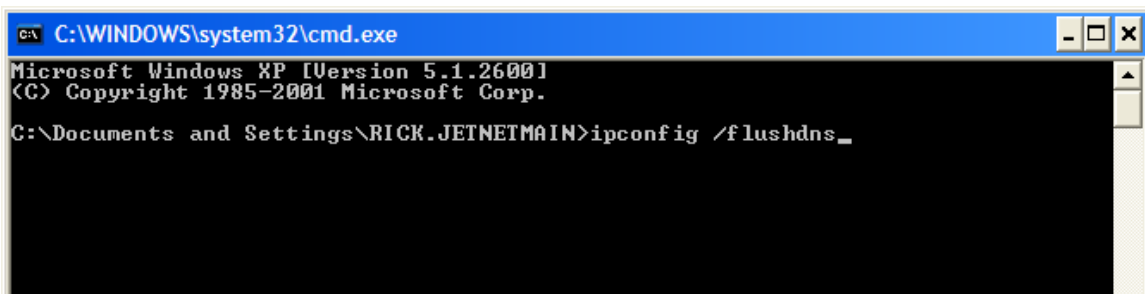 C:\WINDOWS\system32\cmd.exe
Microsoft Windows XP [Version 5.1.2600]
(C) Copyright 1985-2001 Microsoft Corp.
C:\Documents and Settings\RICK.JETNETMAIN>ipconfig /flushdns_